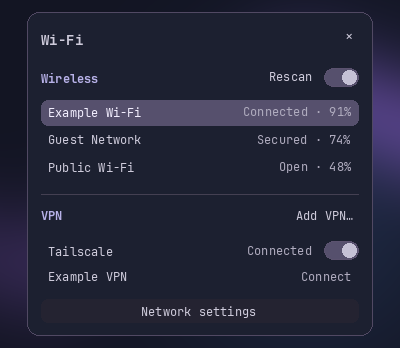 Wi-Fi ×
Wireless Rescan
Example Wi-Fi Connected · 91%
Guest Network Secured · 74%
Public Wi-Fi Open · 48%
VPN Add VPN…
Tailscale Connected
Example VPN Connect
Network settings